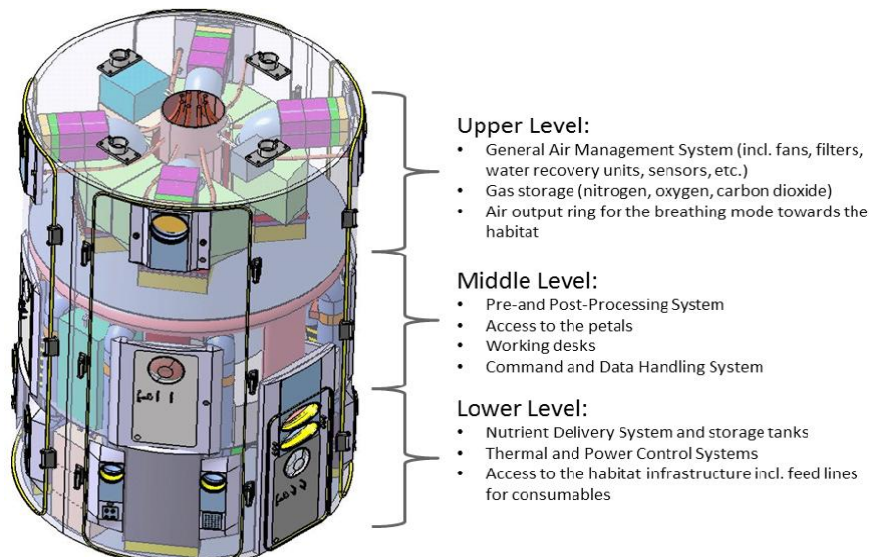 Upper Level:
• General Air Management System (incl. fans, filters,
water recovery units, sensors, etc.)
• Gas storage (nitrogen, oxygen, carbon dioxide)
• Air output ring for the breathing mode towards the
habitat
Middle Level:
• Pre-and Post-Processing System
• Access to the petals
• Working desks
• Command and Data Handling System
Lower Level:
• Nutrient Delivery System and storage tanks
• Thermal and Power Control Systems
• Access to the habitat infrastructure incl. feed lines
for consumables